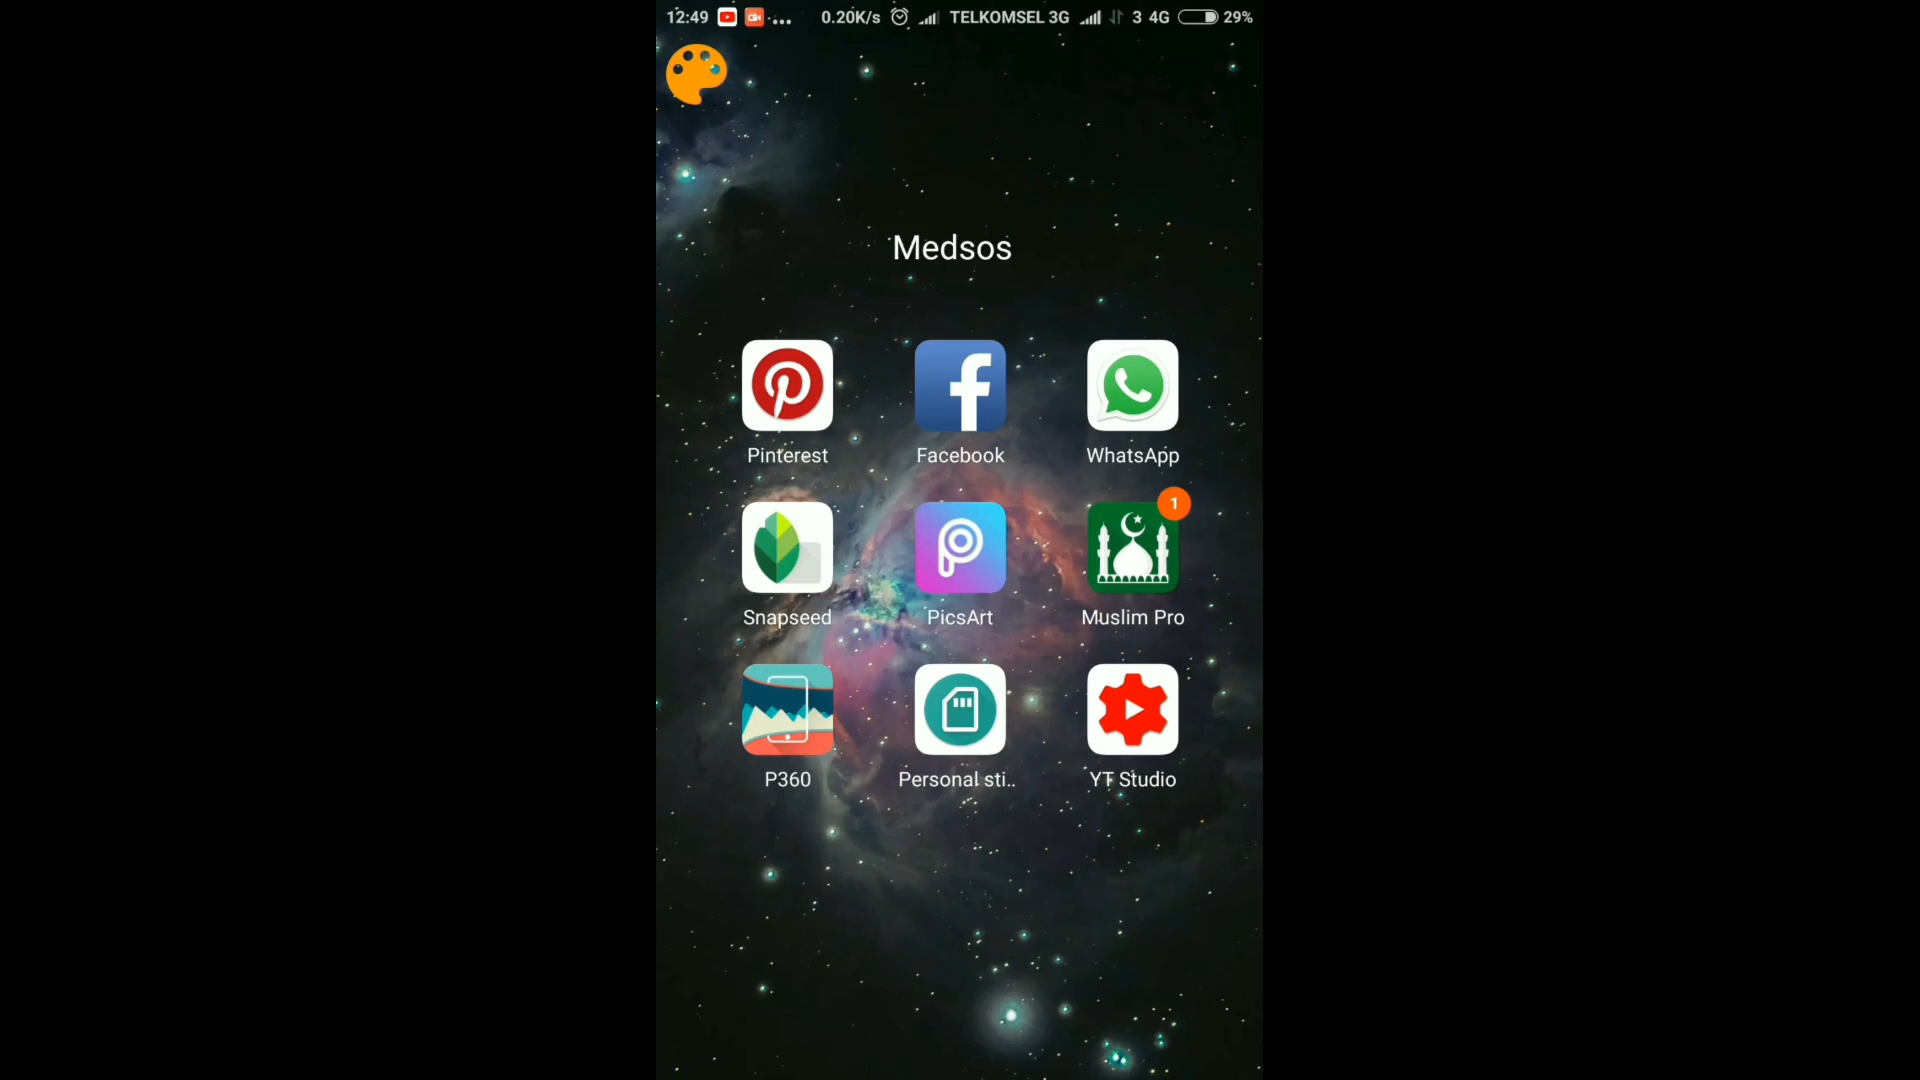 12:49 ... 0.20K/s TELKOMSEL 3G 3 4G 29%
Medsos
Pinterest Facebook WhatsApp
1
Snapseed PicsArt Muslim Pro
P360 Personal sti.. YT Studio